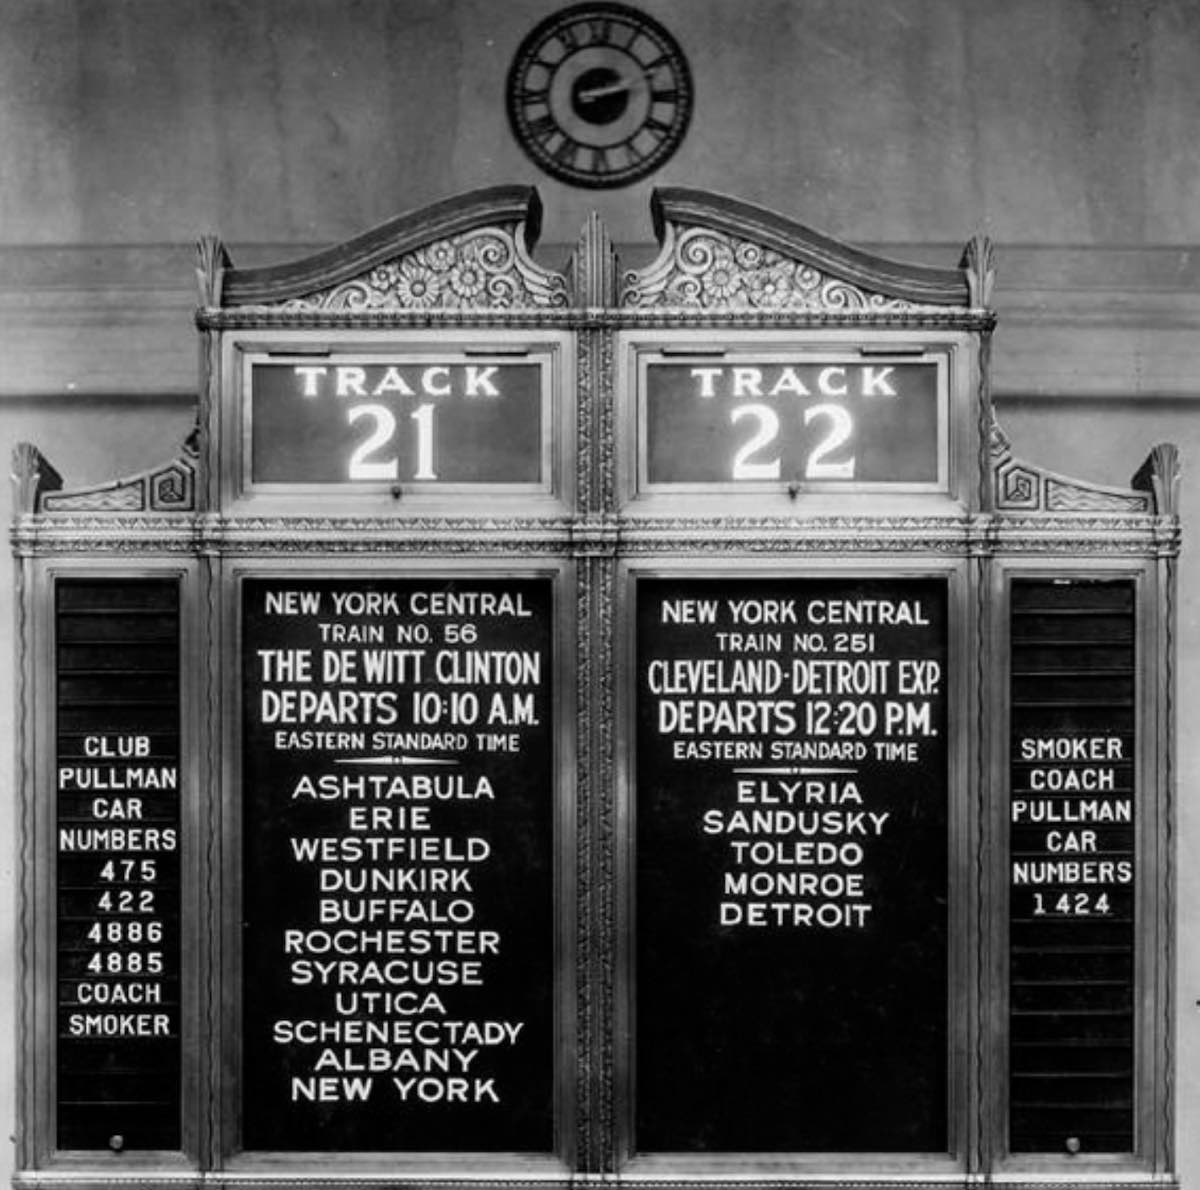 TRACK
21
TRACK
22
CLUB
PULLMAN
CAR
NUMBERS
475
422
4886
4885
COACH
SMOKER
NEW YORK CENTRAL
TRAIN NO. 56
THE DE WITT CLINTON
DEPARTS 10:10 A.M.
EASTERN STANDARD TIME
ASHTABULA
ERIE
WESTFIELD
DUNKIRK
BUFFALO
ROCHESTER
SYRACUSE
UTICA
SCHENECTADY
ALBANY
NEW YORK
NEW YORK CENTRAL
TRAIN NO. 251
CLEVELAND-DETROIT EXP.
DEPARTS 12:20 P.M.
EASTERN STANDARD TIME
ELYRIA
SANDUSKY
TOLEDO
MONROE
DETROIT
SMOKER
COACH
PULLMAN
CAR
NUMBERS
1424